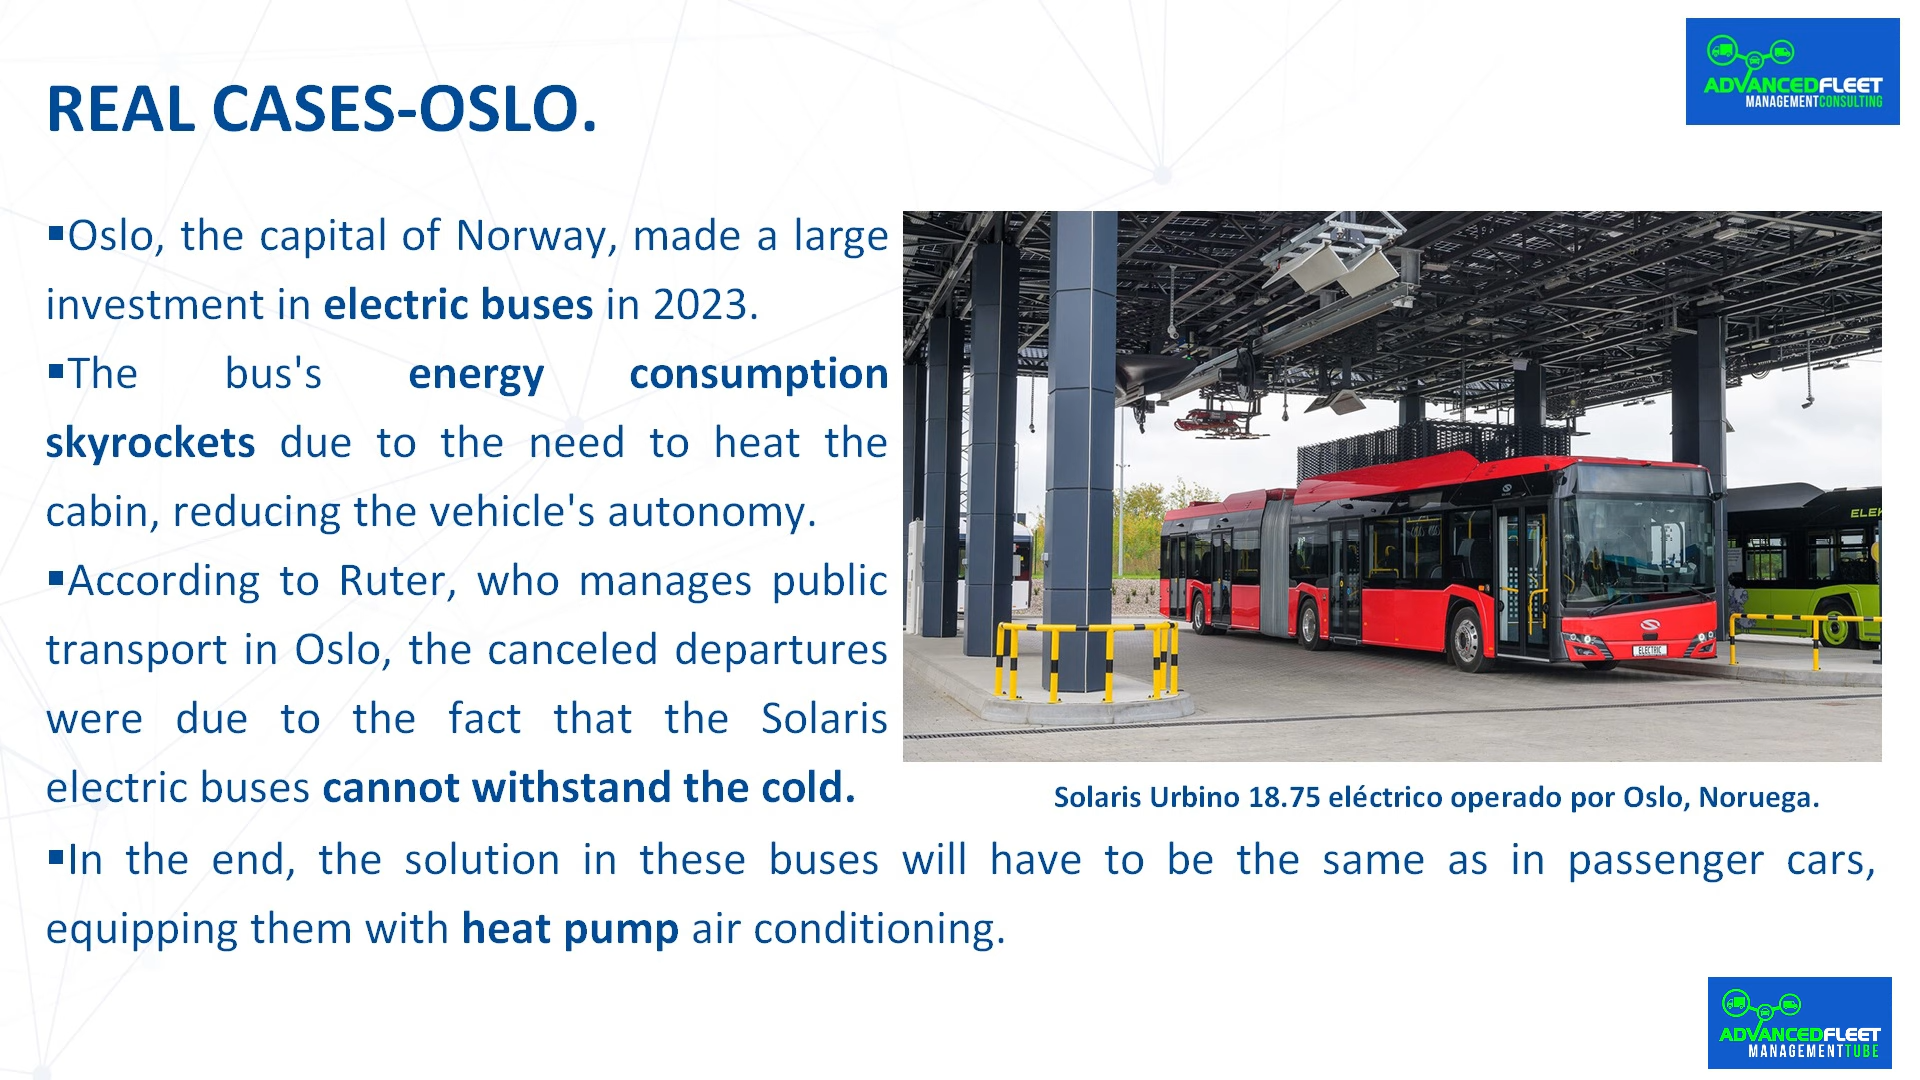 REAL CASES-OSLO.
ADVANCEDFLEET
MANAGEMENTCONSULTING
▪Oslo, the capital of Norway, made a large
investment in electric buses in 2023.
▪The bus's energy consumption
skyrockets due to the need to heat the
cabin, reducing the vehicle's autonomy.
▪According to Ruter, who manages public
transport in Oslo, the canceled departures
were due to the fact that the Solaris
electric buses cannot withstand the cold.
ELEK
ELECTRIC
Solaris Urbino 18.75 eléctrico operado por Oslo, Noruega.
▪In the end, the solution in these buses will have to be the same as in passenger cars,
equipping them with heat pump air conditioning.
ADVANCEDFLEET
MANAGEMENTTUBE